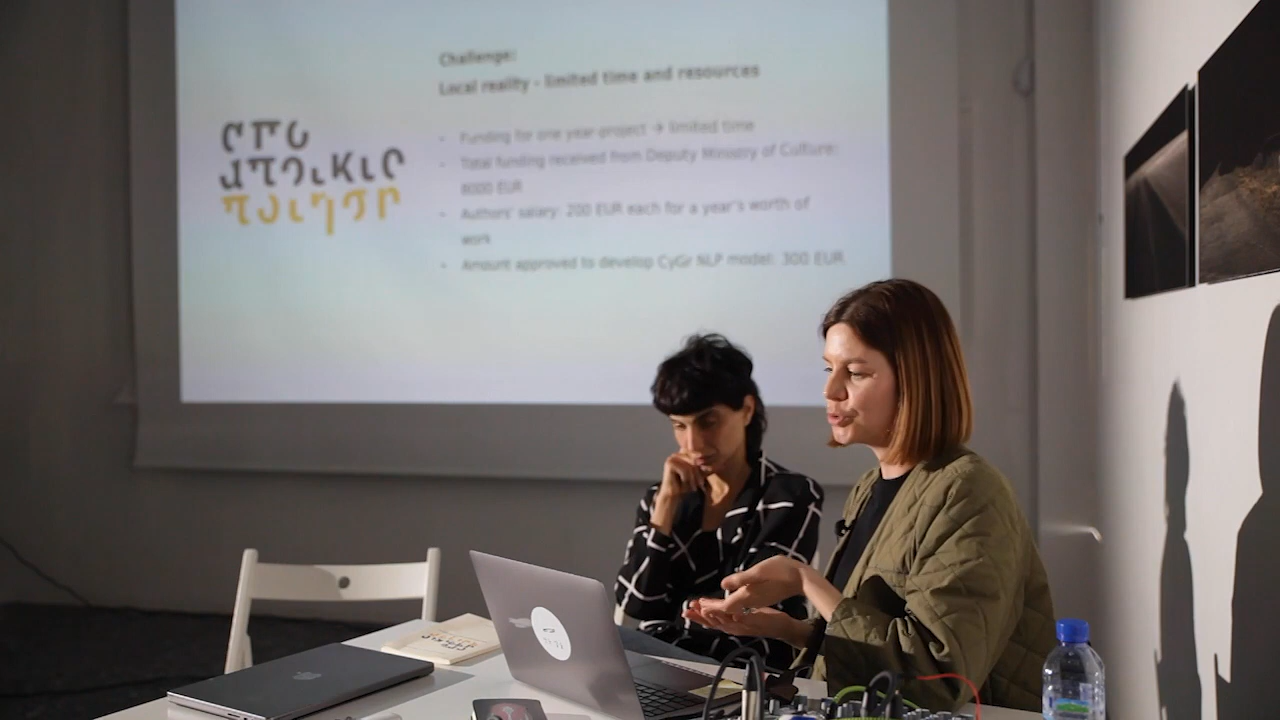 Challenge:
Local reality - limited time and resources
- Funding for one year-project → limited time
- Total funding received from Deputy Ministry of Culture:
8000 EUR
- Authors' salary: 200 EUR each for a year's worth of
work
- Amount approved to develop CyGr NLP model: 300 EUR